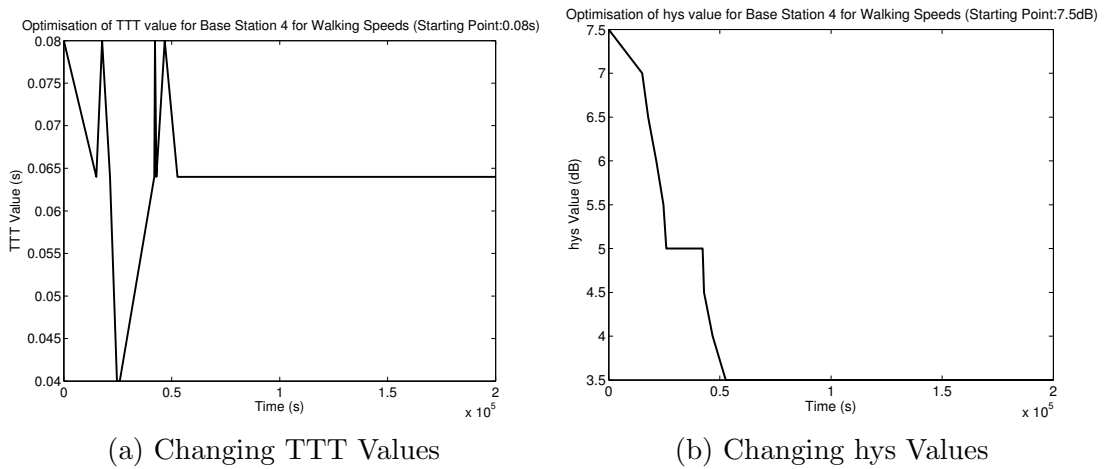 Optimisation of TTT value for Base Station 4 for Walking Speeds (Starting Point:0.08s)
0.08
0.075
0.07
0.065
0.06
0.055
0.05
0.045
0.04
TTT Value (s)
0
0.5
1
1.5
2
x 10^5
Time (s)
(a) Changing TTT Values
Optimisation of hys value for Base Station 4 for Walking Speeds (Starting Point:7.5dB)
7.5
7
6.5
6
5.5
5
4.5
4
3.5
hys Value (dB)
0
0.5
1
1.5
2
x 10^5
Time (s)
(b) Changing hys Values